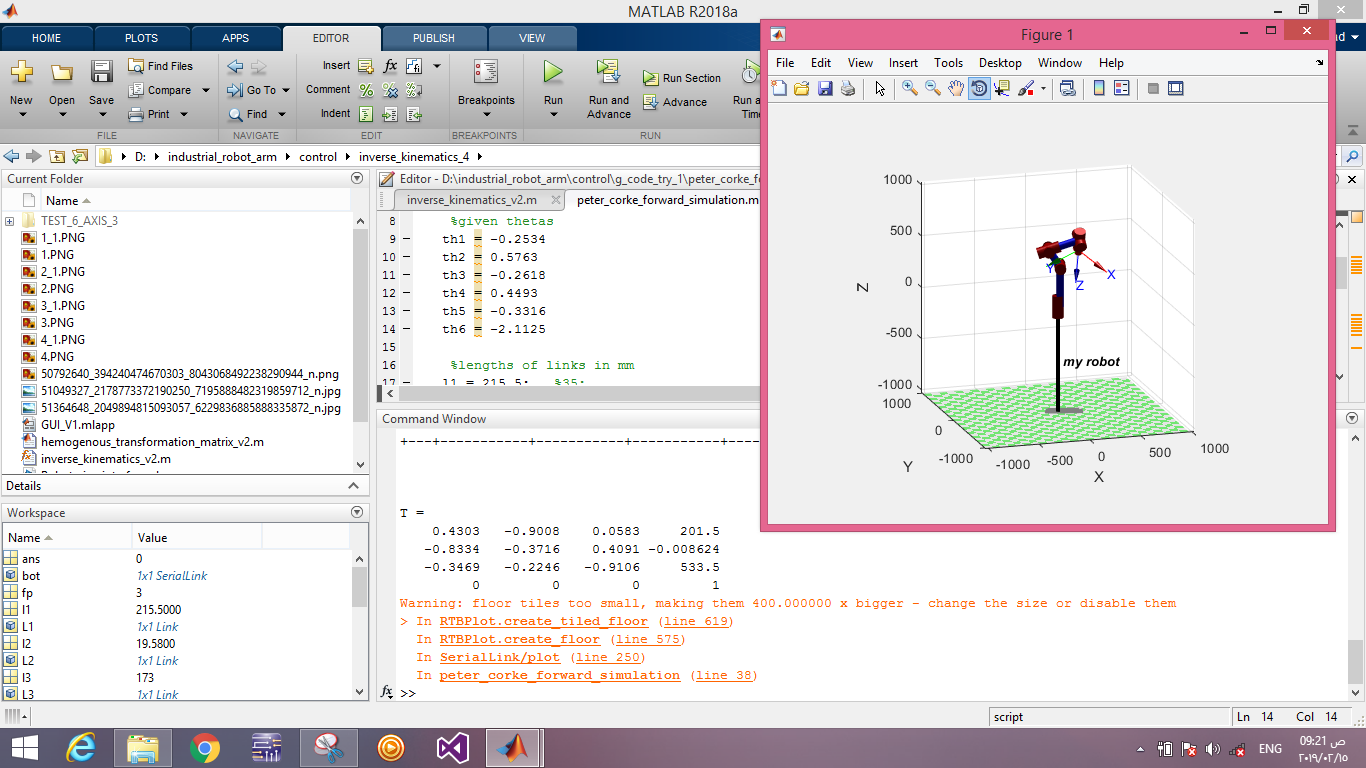 MATLAB R2018a
HOME PLOTS APPS EDITOR PUBLISH VIEW
New Open Save Find Files Compare Print
FILE
Go To Find
NAVIGATE
Insert fx
Comment
Indent
EDIT
Breakpoints
BREAKPOINTS
Run Run and Advance Run Section Advance
RUN
D: industrial_robot_arm control inverse_kinematics_4
Current Folder
Name
TEST_6_AXIS_3
1_1.PNG
1.PNG
2_1.PNG
2.PNG
3_1.PNG
3.PNG
4_1.PNG
4.PNG
50792640_394240474670303_8043068492238290944_n.png
51049327_2178773372190250_7195888482319859712_n.jpg
51364648_2049894815093057_6229836885888335872_n.jpg
GUI_V1.mlapp
hemogenous_transformation_matrix_v2.m
inverse_kinematics_v2.m
Details
Workspace
Name Value
ans 0
bot 1x1 SerialLink
fp 3
l1 215.5000
L1 1x1 Link
l2 19.5800
L2 1x1 Link
l3 173
L3 1x1 Link
Editor - D:\industrial_robot_arm\control\g_code_try_1\peter_corke_fo
inverse_kinematics_v2.m peter_corke_forward_simulation.m
8 %given thetas
9 - th1 = -0.2534
10 - th2 = 0.5763
11 - th3 = -0.2618
12 - th4 = 0.4493
13 - th5 = -0.3316
14 - th6 = -2.1125
15
16 %lengths of links in mm
17 - l1 = 215.5; %35;
Command Window
+---+-----------+-----------+-----------+----
T =
0.4303 -0.9008 0.0583 201.5
-0.8334 -0.3716 0.4091 -0.008624
-0.3469 -0.2246 -0.9106 533.5
0 0 0 1
Warning: floor tiles too small, making them 400.000000 x bigger - change the size or disable them
> In RTBPlot.create_tiled_floor (line 619)
In RTBPlot.create_floor (line 575)
In SerialLink/plot (line 250)
In peter_corke_forward_simulation (line 38)
fx >>
Figure 1
File Edit View Insert Tools Desktop Window Help
1000
500
0
-500
-1000
Z
1000
0
-1000
Y
-1000
-500
0
500
1000
X
Y
X
Z
my robot
script
Ln 14 Col 14
ENG
09:21 ص
٢٠١٩/٠٢/١٥